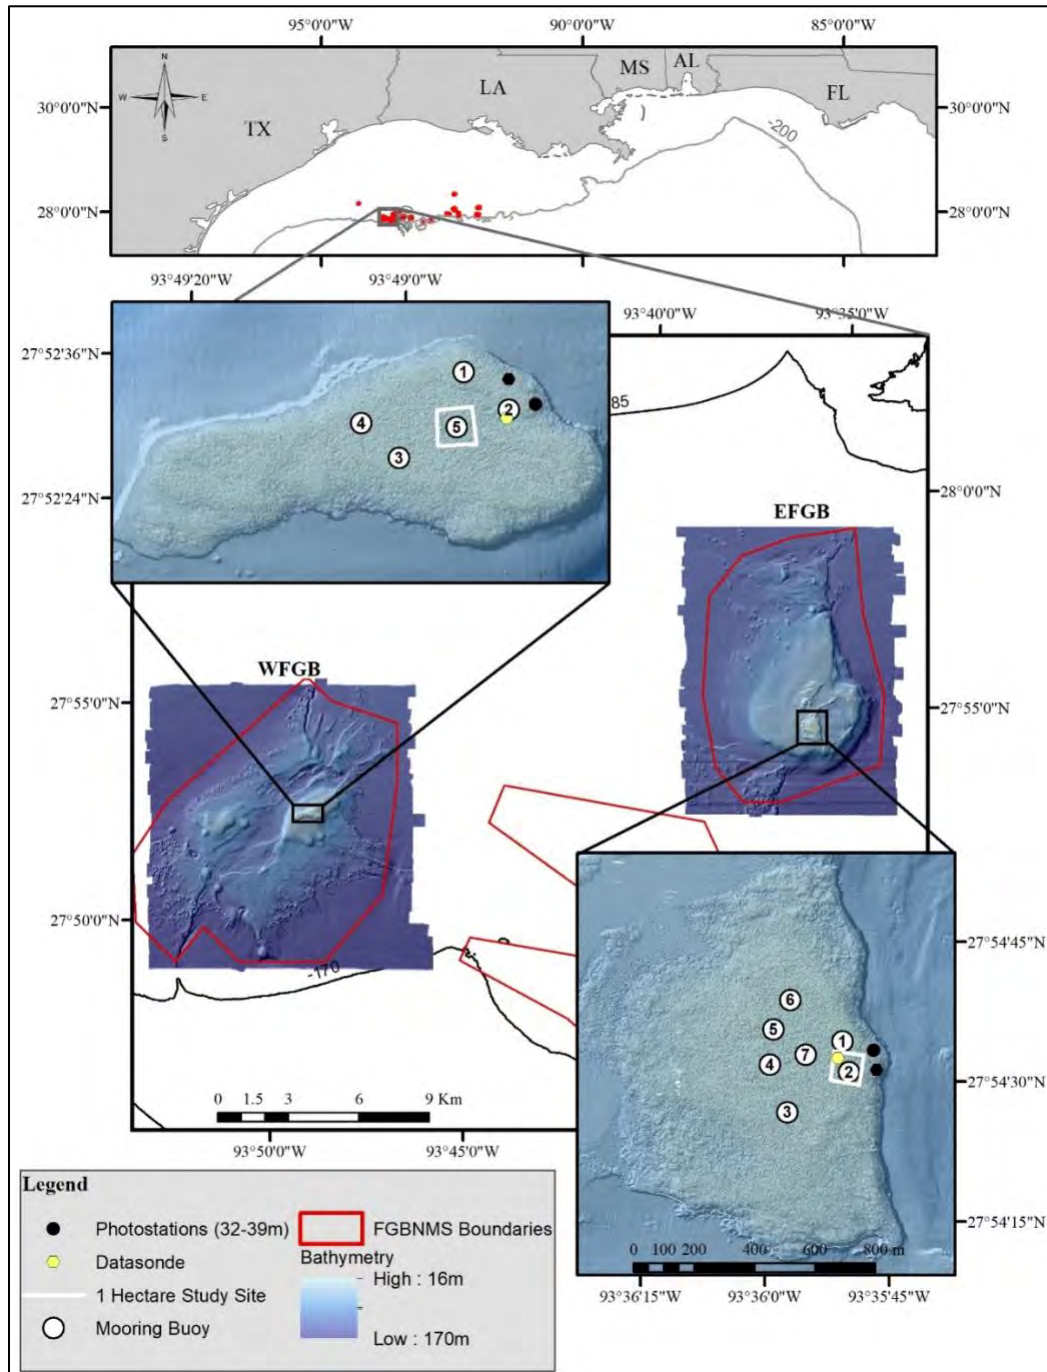 95°0'0"W 90°0'0"W 85°0'0"W
MS AL
LA FL
N
W E
S
30°0'0"N 30°0'0"N
TX
-200
28°0'0"N 28°0'0"N
93°49'20"W 93°49'0"W
93°40'0"W 93°35'0"W
27°52'36"N
1
2
85
4
5
3
27°52'24"N
28°0'0"N
EFGB
WFGB
27°55'0"N 27°55'0"N
27°50'0"N
-170
27°54'45"N
6
5
1
7
4
2
27°54'30"N
3
0 1.5 3 6 9 Km
93°50'0"W 93°45'0"W
27°54'15"N
0 100 200 400 600 800 m
93°36'15"W 93°36'0"W 93°35'45"W
Legend
Photostations (32-39m)
Datasonde
1 Hectare Study Site
Mooring Buoy
FGBNMS Boundaries
Bathymetry
High : 16m
Low : 170m